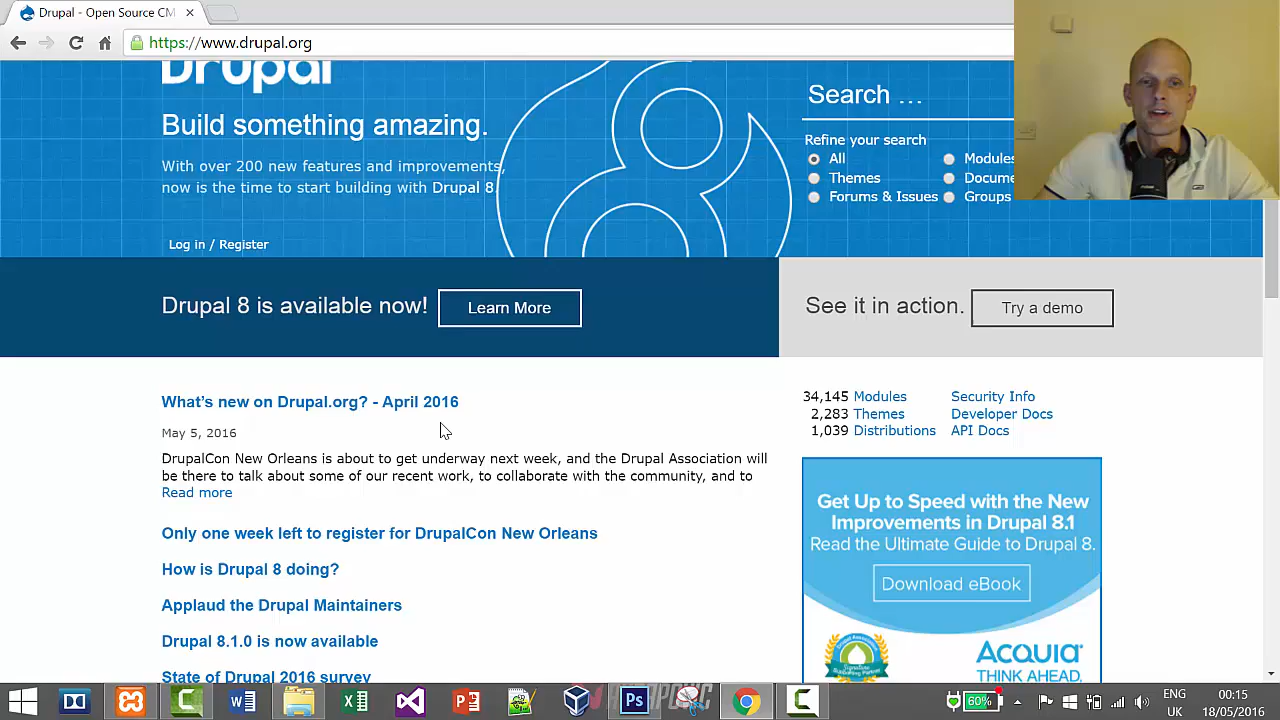 Drupal - Open Source CM
https://www.drupal.org
Drupal
Build something amazing.
With over 200 new features and improvements,
now is the time to start building with Drupal 8.
Log in / Register
Search ...
Refine your search
All
Modules
Themes
Docume
Forums & Issues
Groups
Drupal 8 is available now!
Learn More
See it in action.
Try a demo
What's new on Drupal.org? - April 2016
May 5, 2016
DrupalCon New Orleans is about to get underway next week, and the Drupal Association will
be there to talk about some of our recent work, to collaborate with the community, and to
Read more
Only one week left to register for DrupalCon New Orleans
How is Drupal 8 doing?
Applaud the Drupal Maintainers
Drupal 8.1.0 is now available
State of Drupal 2016 survey
34,145 Modules
Security Info
2,283 Themes
Developer Docs
1,039 Distributions
API Docs
Get Up to Speed with the New
Improvements in Drupal 8.1
Read the Ultimate Guide to Drupal 8.
Download eBook
ACQUIA
THINK AHEAD.
60%
ENG
UK
00:15
18/05/2016